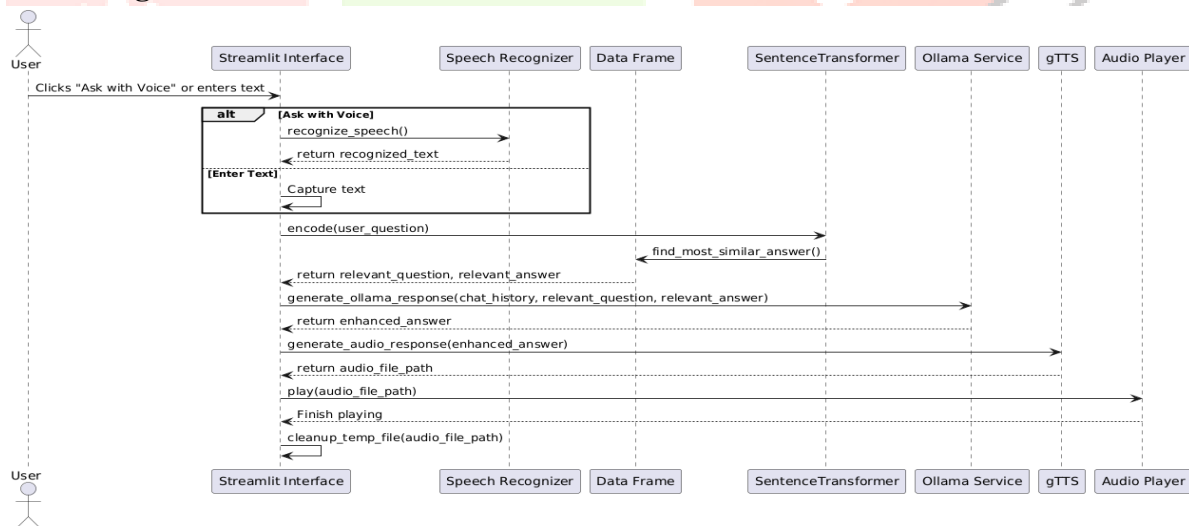 User
Streamlit Interface Speech Recognizer Data Frame SentenceTransformer Ollama Service gTTS Audio Player
Clicks "Ask with Voice" or enters text
alt [Ask with Voice]
recognize_speech()
return recognized_text
[Enter Text]
Capture text
encode(user_question)
find_most_similar_answer()
return relevant_question, relevant_answer
generate_ollama_response(chat_history, relevant_question, relevant_answer)
return enhanced_answer
generate_audio_response(enhanced_answer)
return audio_file_path
play(audio_file_path)
Finish playing
cleanup_temp_file(audio_file_path)
User
Streamlit Interface Speech Recognizer Data Frame SentenceTransformer Ollama Service gTTS Audio Player